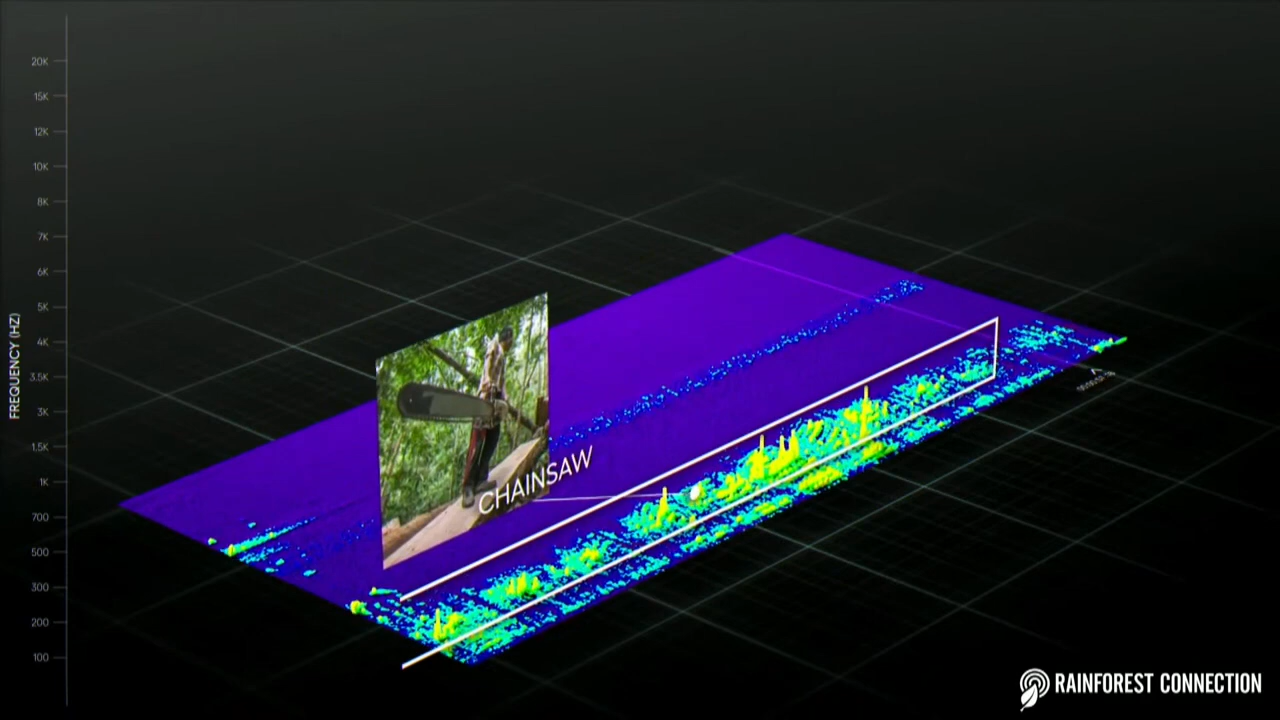 20K
15K
12K
10K
8K
7K
6K
5K
4K
3.5K
3K
1.5K
1K
700
500
300
200
100
FREQUENCY (HZ)
CHAINSAW
RAINFOREST CONNECTION